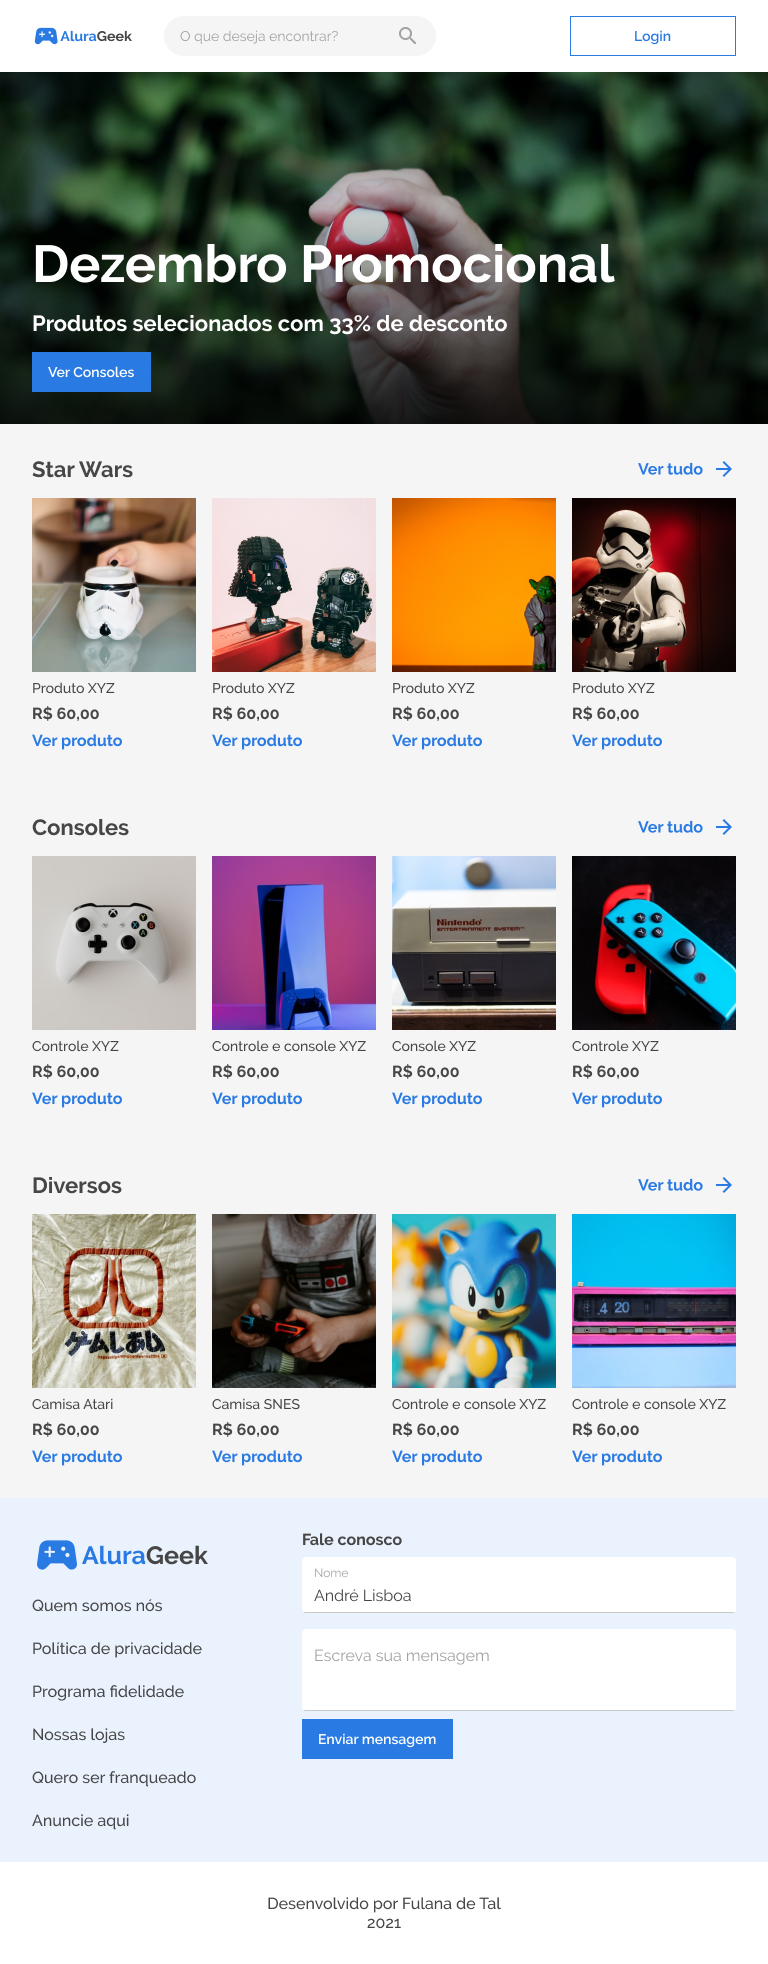 AluraGeek
O que deseja encontrar?
Login
Dezembro Promocional
Produtos selecionados com 33% de desconto
Ver Consoles
Star Wars
Ver tudo
Produto XYZ
R$ 60,00
Ver produto
Produto XYZ
R$ 60,00
Ver produto
Produto XYZ
R$ 60,00
Ver produto
Produto XYZ
R$ 60,00
Ver produto
Consoles
Ver tudo
Nintendo
ENTERTAINMENT SYSTEM
Controle XYZ
R$ 60,00
Ver produto
Controle e console XYZ
R$ 60,00
Ver produto
Console XYZ
R$ 60,00
Ver produto
Controle XYZ
R$ 60,00
Ver produto
Diversos
Ver tudo
4 20
Camisa Atari
R$ 60,00
Ver produto
Camisa SNES
R$ 60,00
Ver produto
Controle e console XYZ
R$ 60,00
Ver produto
Controle e console XYZ
R$ 60,00
Ver produto
AluraGeek
Quem somos nós
Política de privacidade
Programa fidelidade
Nossas lojas
Quero ser franqueado
Anuncie aqui
Fale conosco
Nome
André Lisboa
Escreva sua mensagem
Enviar mensagem
Desenvolvido por Fulana de Tal
2021